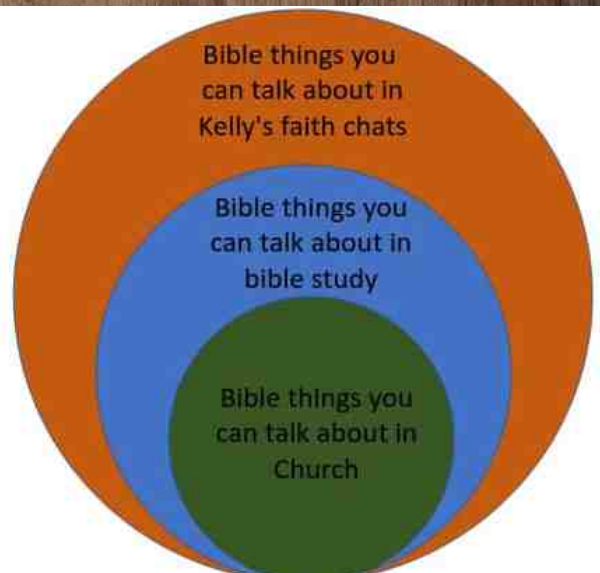 Bible things you
can talk about in
Kelly's faith chats
Bible things you
can talk about in
bible study
Bible things you
can talk about in
Church